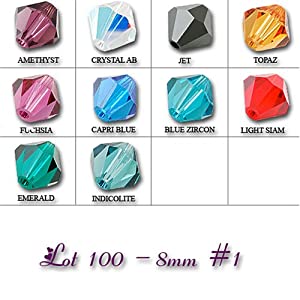 AMETHYST CRYSTAL AB JET TOPAZ
FUCHSIA CAPRI BLUE BLUE ZIRCON LIGHT SIAM
EMERALD INDICOLITE
Lot 100 - 8mm #1